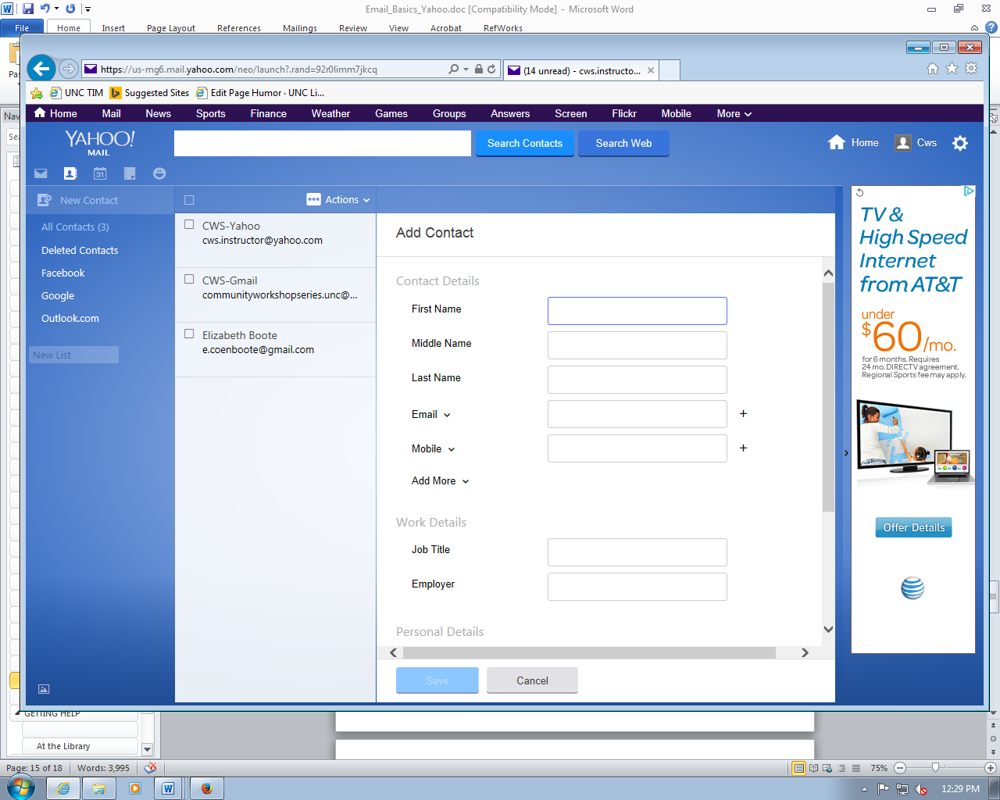 Email_Basics_Yahoo.doc [Compatibility Mode] - Microsoft Word
File Home Insert Page Layout References Mailings Review View Acrobat RefWorks
https://us-mg6.mail.yahoo.com/neo/launch?.rand=92r0limm7jkcq
(14 unread) - cws.instructo...
UNC TIM Suggested Sites Edit Page Humor · UNC Li...
Home Mail News Sports Finance Weather Games Groups Answers Screen Flickr Mobile More
YAHOO!
MAIL
Search Contacts
Search Web
Home
Cws
31
New Contact
All Contacts (3)
Deleted Contacts
Facebook
Google
Outlook.com
New List
Actions
CWS-Yahoo
cws.instructor@yahoo.com
CWS-Gmail
communityworkshopseries.unc@...
Elizabeth Boote
e.coenboote@gmail.com
Add Contact
Contact Details
First Name
Middle Name
Last Name
Email
+
Mobile
+
Add More
Work Details
Job Title
Employer
Personal Details
Save
Cancel
TV &
High Speed
Internet
from AT&T
under
$60/mo.
for 6 months. Requires
24 mo. DIRECTV agreement.
Regional Sports fee may apply.
Offer Details
GETTING HELP
At the Library
Page: 15 of 18 Words: 3,995
75%
12:29 PM